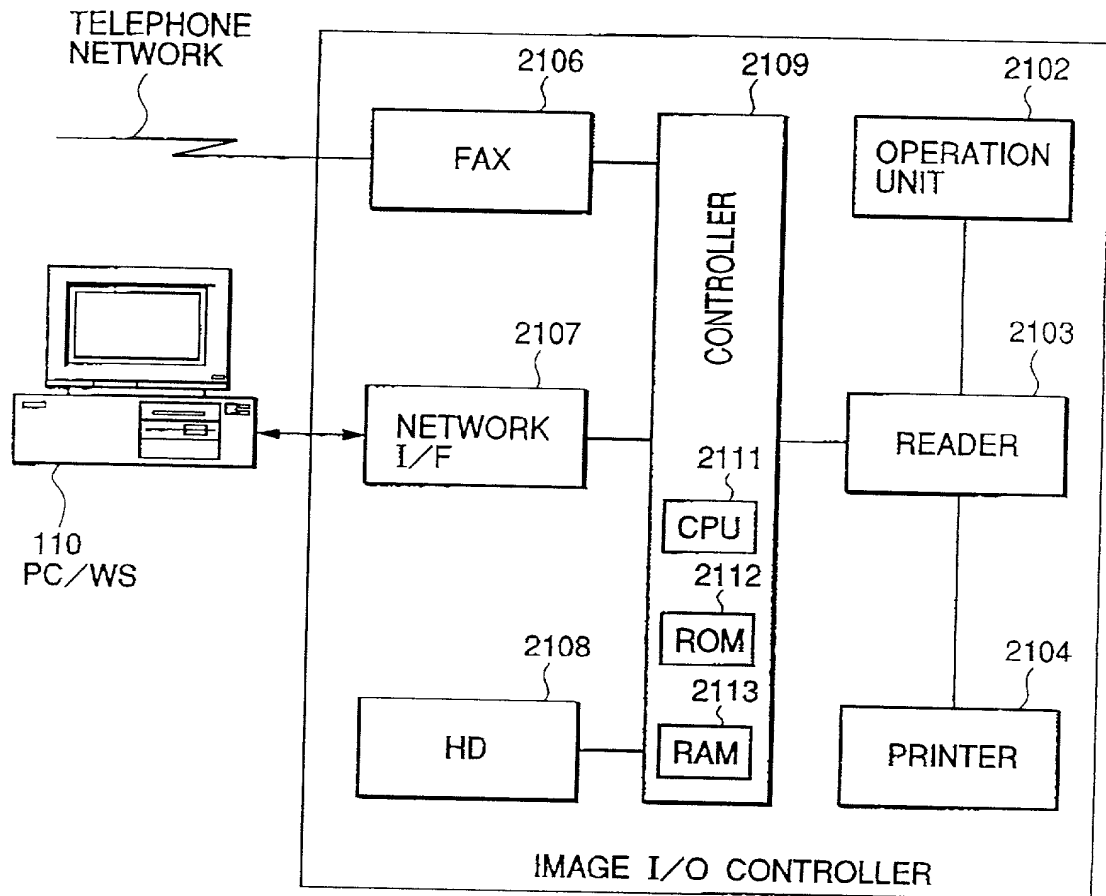 TELEPHONE
NETWORK
2106
2109
2102
FAX
CONTROLLER
OPERATION
UNIT
2107
2103
NETWORK
I/F
READER
2111
CPU
110
PC/WS
2112
ROM
2108
2104
2113
HD
RAM
PRINTER
IMAGE I/O CONTROLLER